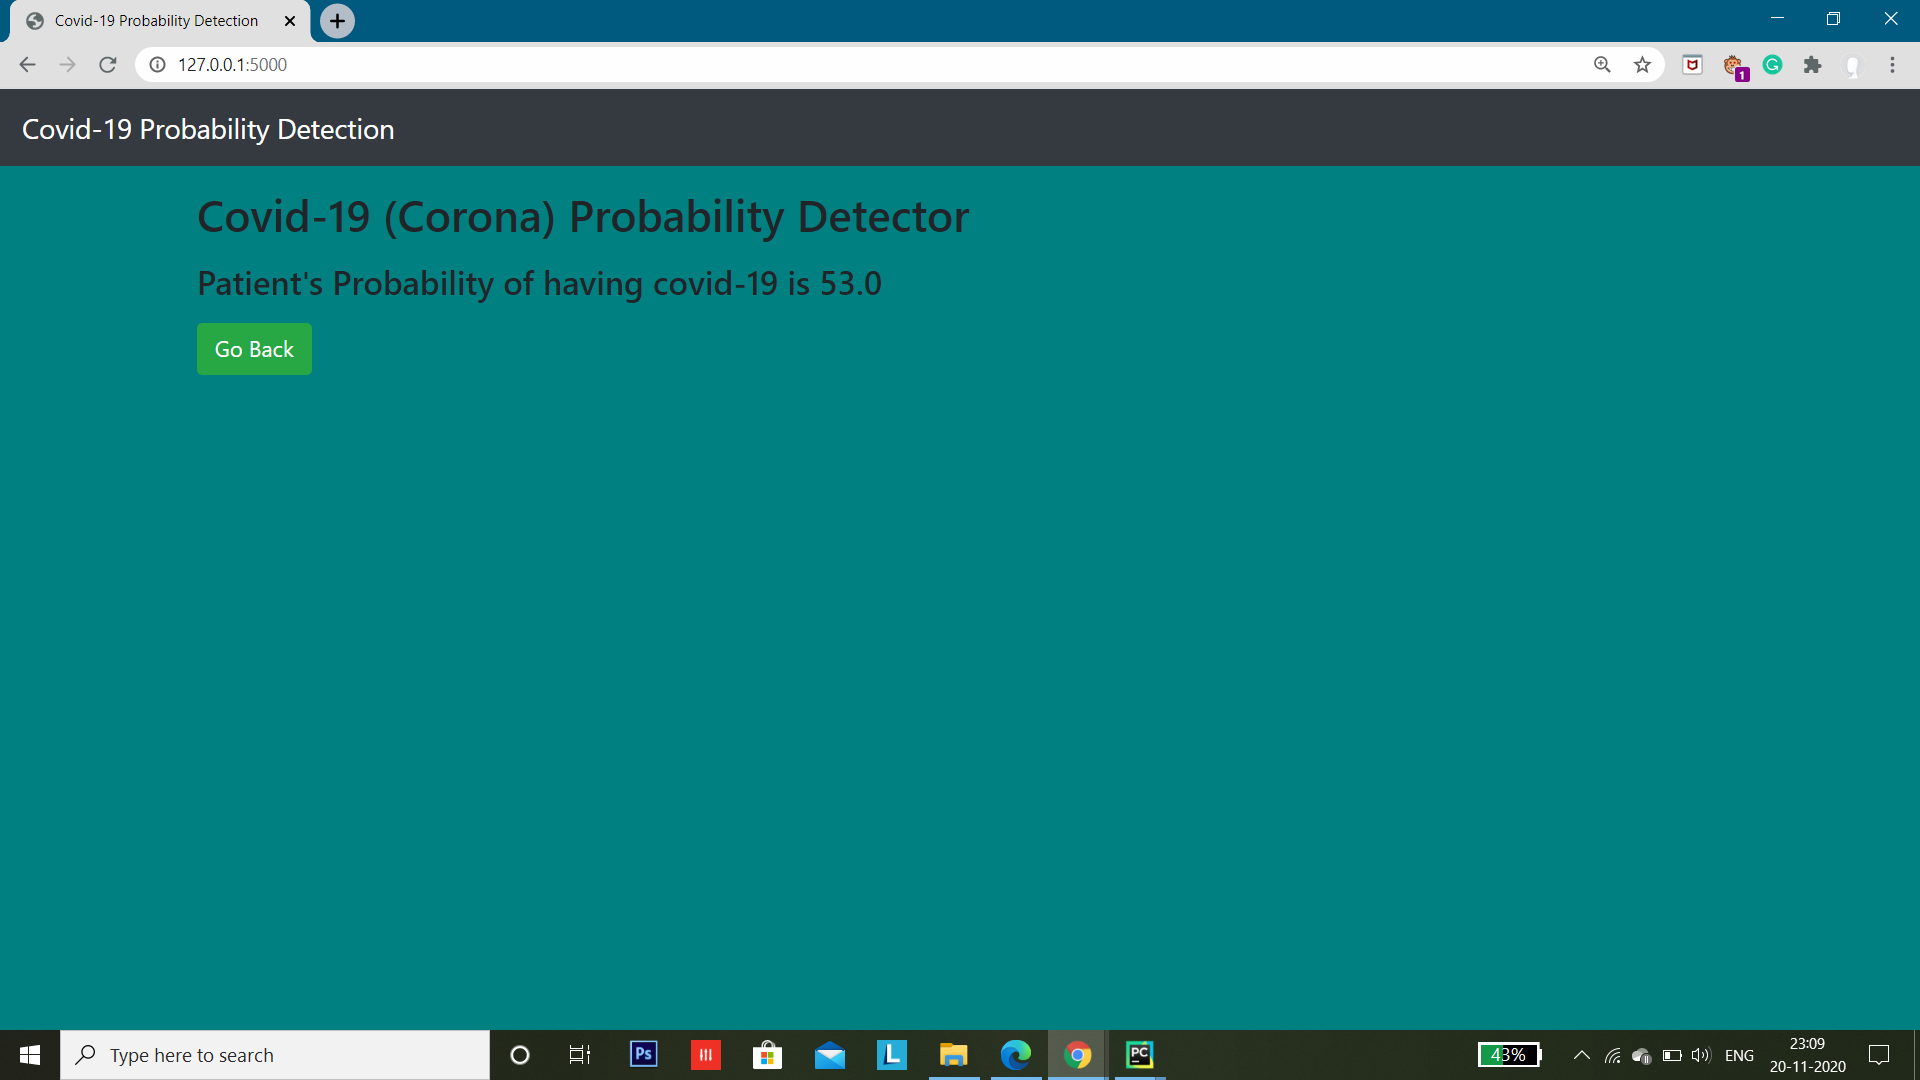 Covid-19 Probability Detection
127.0.0.1:5000
1
Covid-19 Probability Detection
Covid-19 (Corona) Probability Detector
Patient's Probability of having covid-19 is 53.0
Go Back
Type here to search
Ps
L
PC
43%
ENG
23:09
20-11-2020